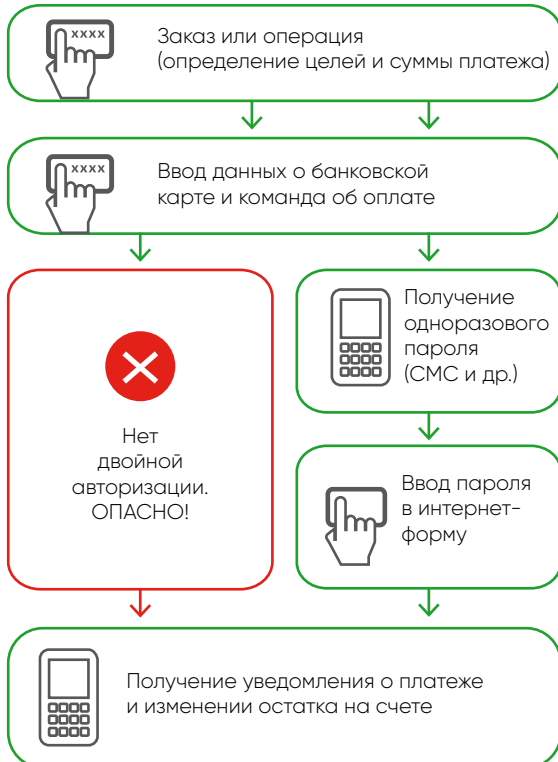 xxxx
Заказ или операция
(определение целей и суммы платежа)
xxxx
Ввод данных о банковской
карте и команда об оплате
Нет
двойной
авторизации.
ОПАСНО!
Получение
одноразового
пароля
(СМС и др.)
Ввод пароля
в интернет-
форму
Получение уведомления о платеже
и изменении остатка на счете